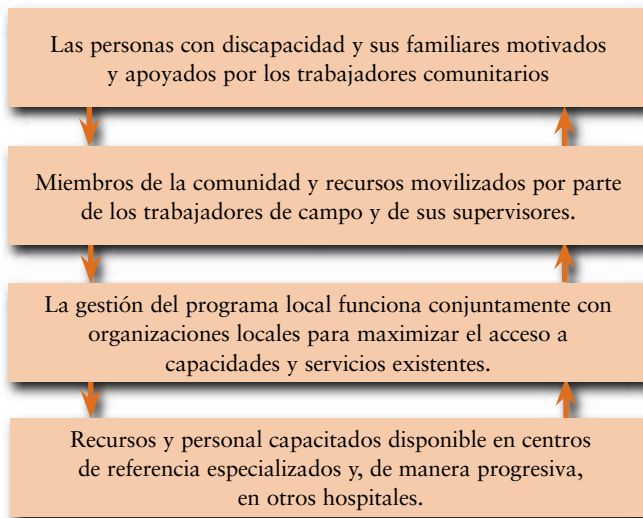 Las personas con discapacidad y sus familiares motivados
y apoyados por los trabajadores comunitarios
Miembros de la comunidad y recursos movilizados por parte
de los trabajadores de campo y de sus supervisores.
La gestión del programa local funciona conjuntamente con
organizaciones locales para maximizar el acceso a
capacidades y servicios existentes.
Recursos y personal capacitados disponible en centros
de referencia especializados y, de manera progresiva,
en otros hospitales.